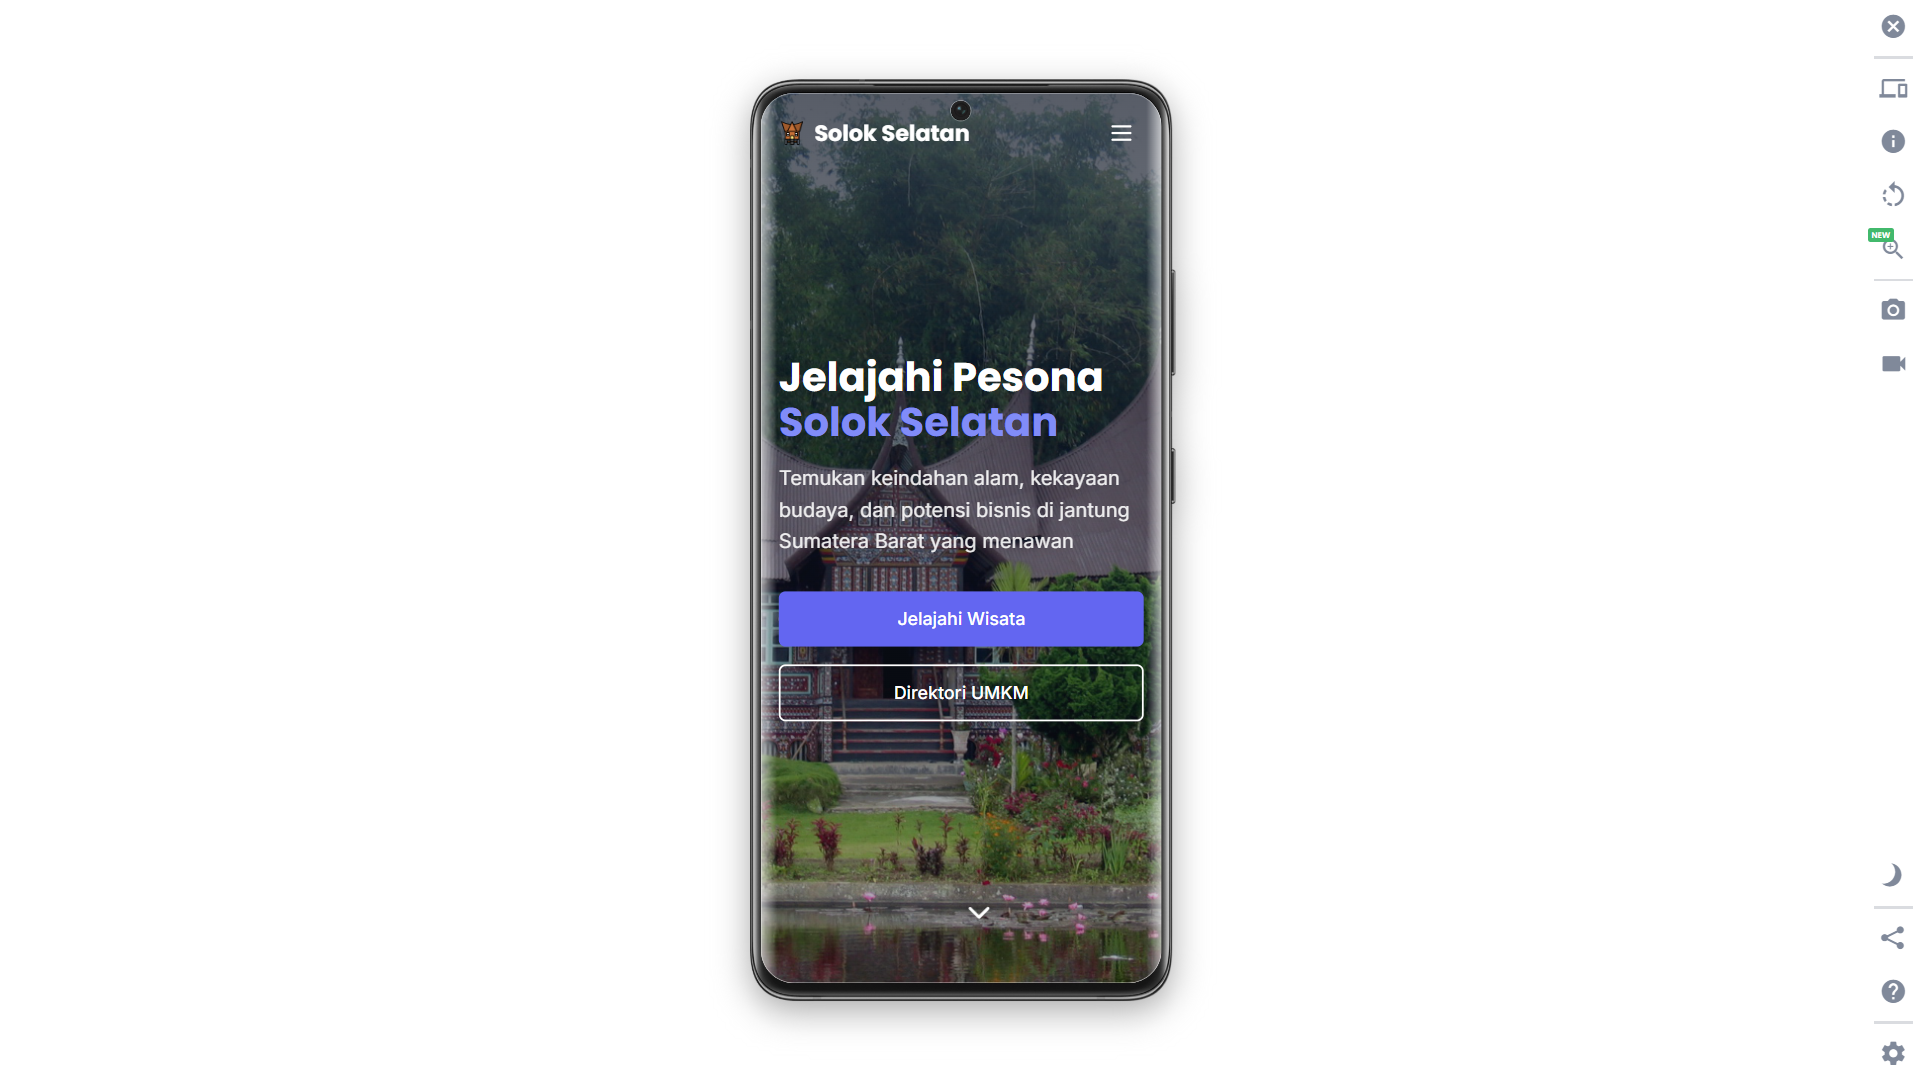 Solok Selatan
Jelajahi Pesona
Solok Selatan
Temukan keindahan alam, kekayaan
budaya, dan potensi bisnis di jantung
Sumatera Barat yang menawan
Jelajahi Wisata
Direktori UMKM
NEW